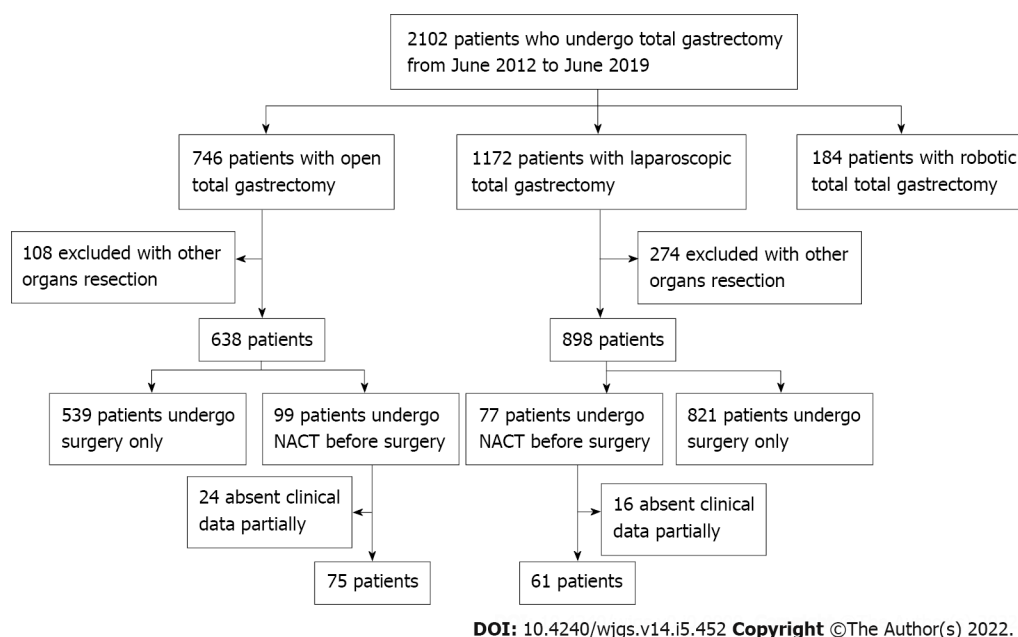 2102 patients who undergo total gastrectomy
from June 2012 to June 2019
746 patients with open
total gastrectomy
1172 patients with laparoscopic
total gastrectomy
184 patients with robotic
total total gastrectomy
108 excluded with other
organs resection
274 excluded with other
organs resection
638 patients
898 patients
539 patients undergo
surgery only
99 patients undergo
NACT before surgery
77 patients undergo
NACT before surgery
821 patients undergo
surgery only
24 absent clinical
data partially
16 absent clinical
data partially
75 patients
61 patients
DOI: 10.4240/wjgs.v14.i5.452 Copyright ©The Author(s) 2022.